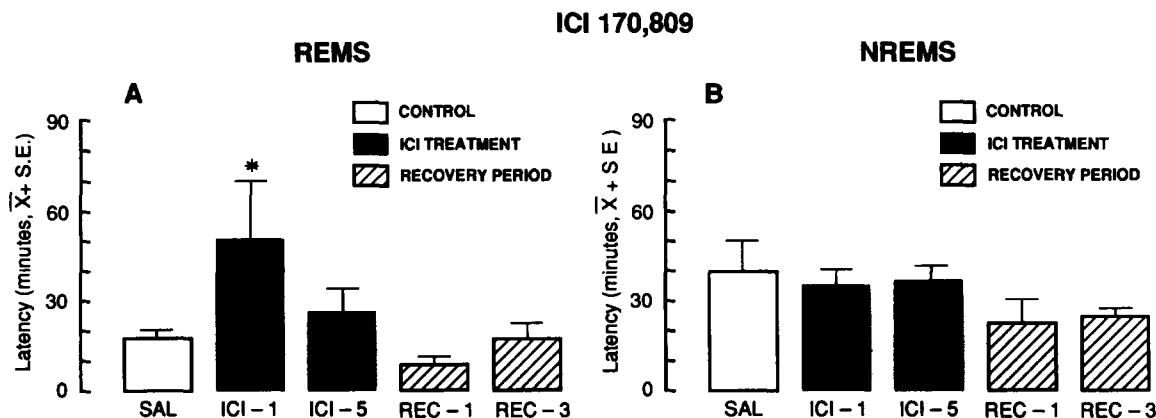 ICI 170,809
REMS
NREMS
A
CONTROL
ICI TREATMENT
RECOVERY PERIOD
*
Latency (minutes, X̄ + S.E.)
90
60
30
0
SAL
ICI – 1
ICI – 5
REC – 1
REC – 3
B
CONTROL
ICI TREATMENT
RECOVERY PERIOD
Latency (minutes, X̄ + S E )
90
60
30
0
SAL
ICI – 1
ICI – 5
REC – 1
REC – 3